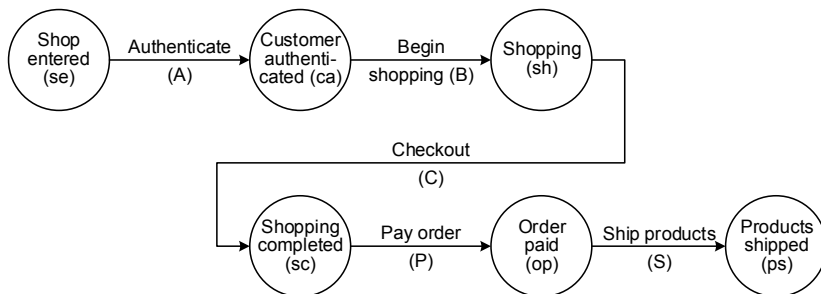 Shop
entered
(se)
Authenticate
(A)
Customer
authenti-
cated (ca)
Begin
shopping (B)
Shopping
(sh)
Checkout
(C)
Shopping
completed
(sc)
Pay order
(P)
Order
paid
(op)
Ship products
(S)
Products
shipped
(ps)